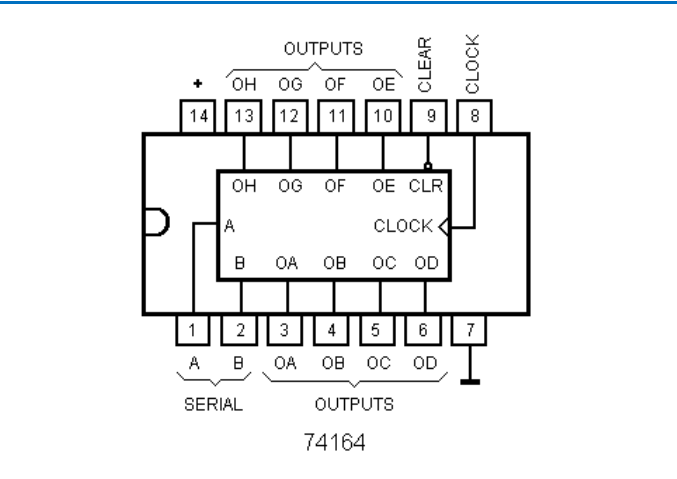 OUTPUTS
CLEAR
CLOCK
+ OH OG OF OE
14 13 12 11 10 9 8
OH OG OF OE CLR
A CLOCK
B OA OB OC OD
1 2 3 4 5 6 7
A B OA OB OC OD
SERIAL OUTPUTS
74164